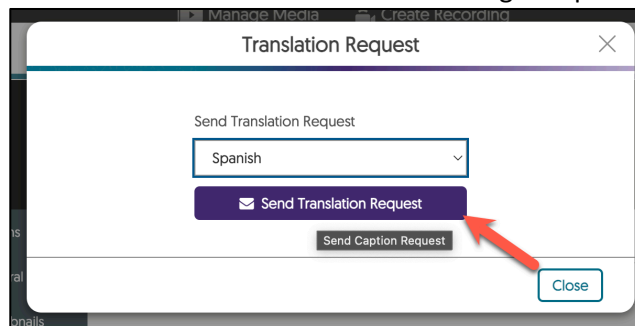 Manage Media Create Recording
Translation Request
Send Translation Request
Spanish
Send Translation Request
Send Caption Request
Close